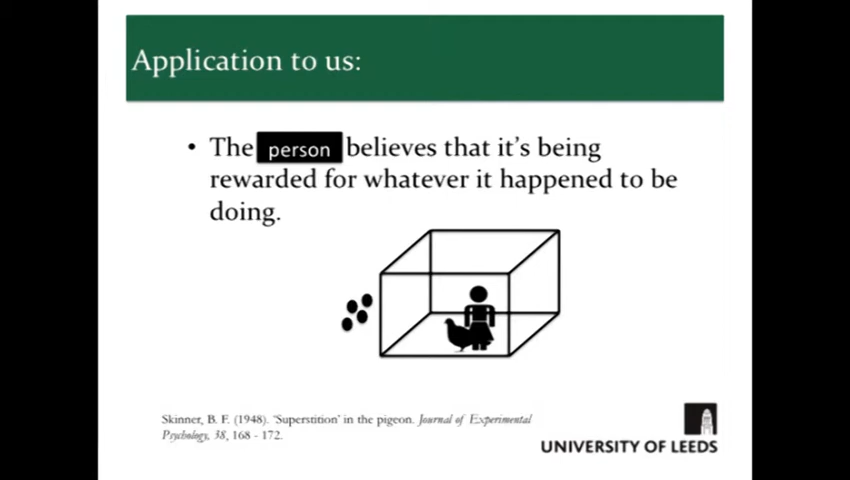 Application to us:
• The person believes that it's being
rewarded for whatever it happened to be
doing.
Skinner, B. F. (1948). 'Superstition' in the pigeon. Journal of Experimental
Psychology, 38, 168 - 172.
UNIVERSITY OF LEEDS